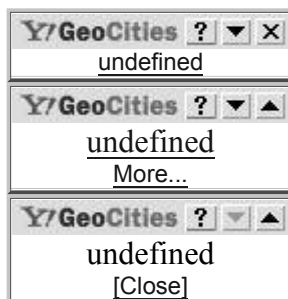 Y! GeoCities ?
undefined
Y! GeoCities ?
undefined
More...
Y! GeoCities ?
undefined
[Close]